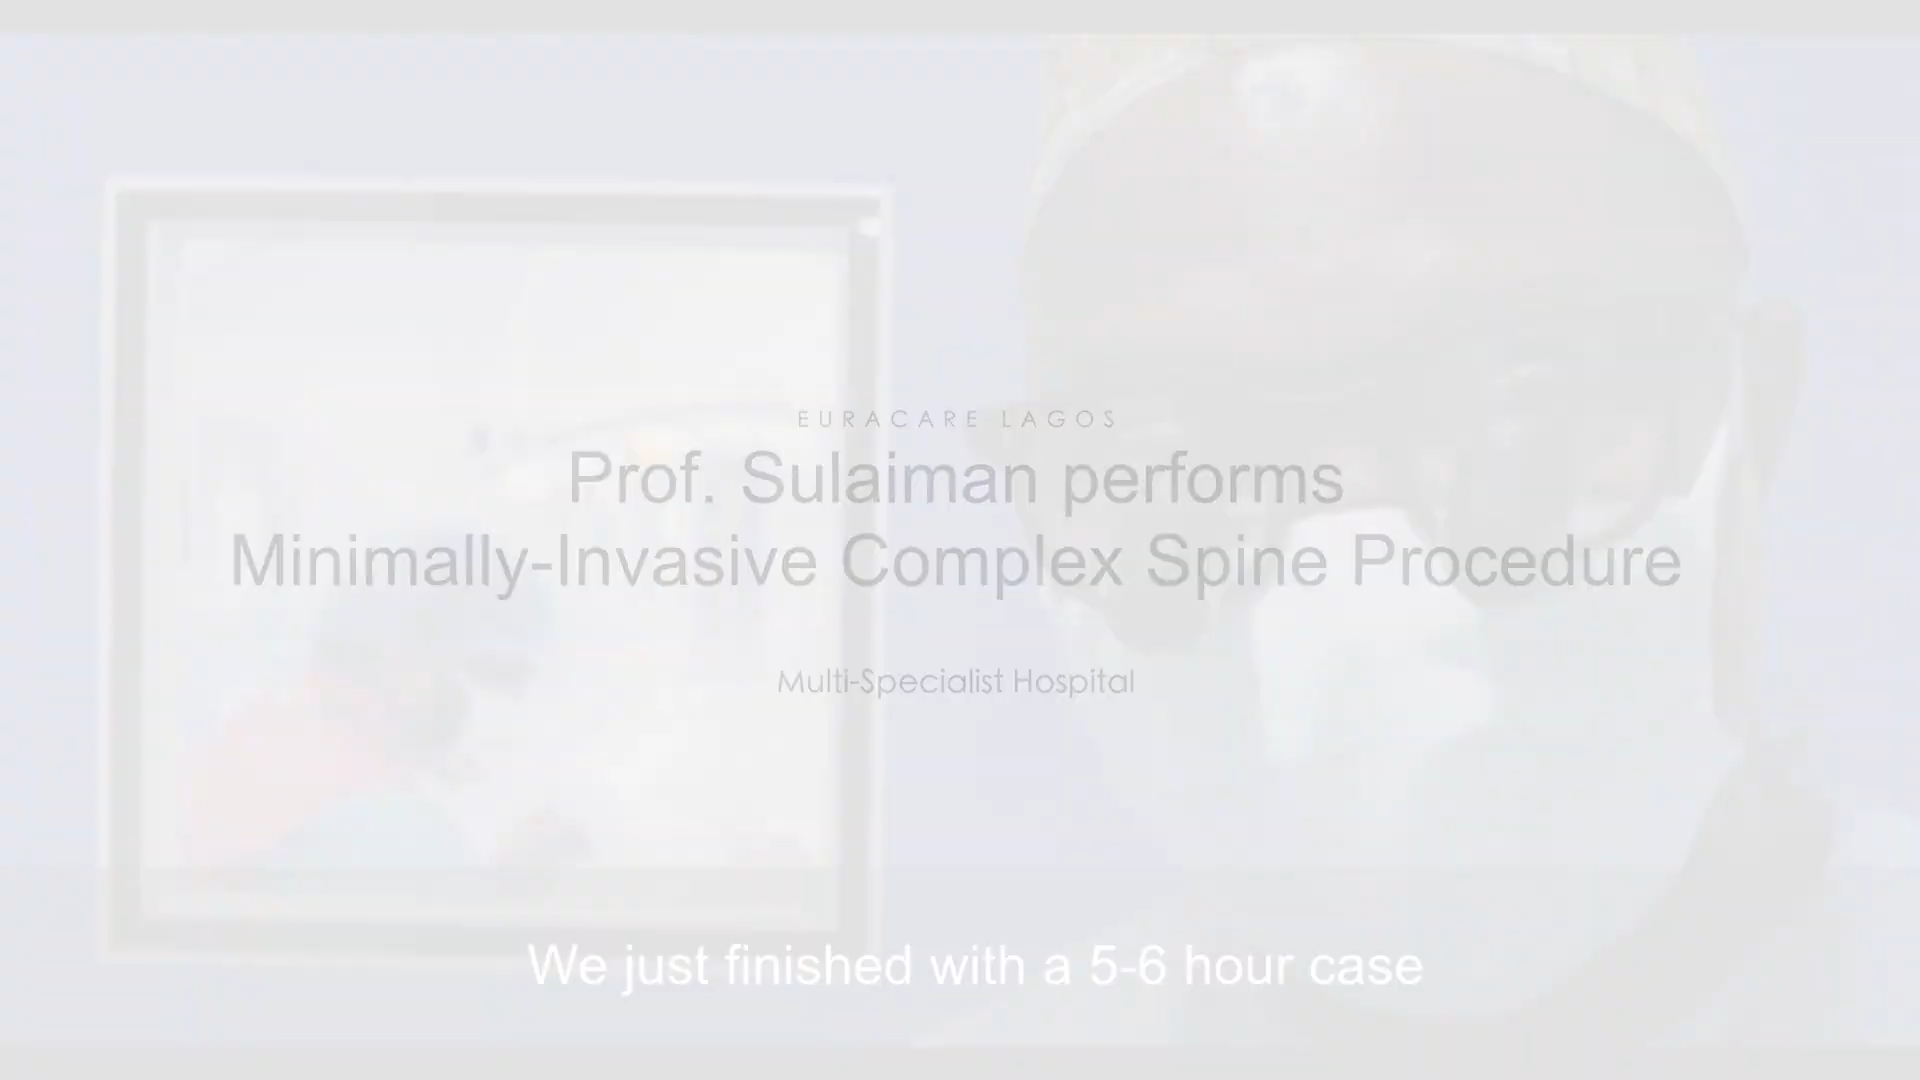 EURACARE LAGOS
Prof. Sulaiman performs
Minimally-Invasive Complex Spine Procedure
Multi-Specialist Hospital
We just finished with a 5-6 hour case